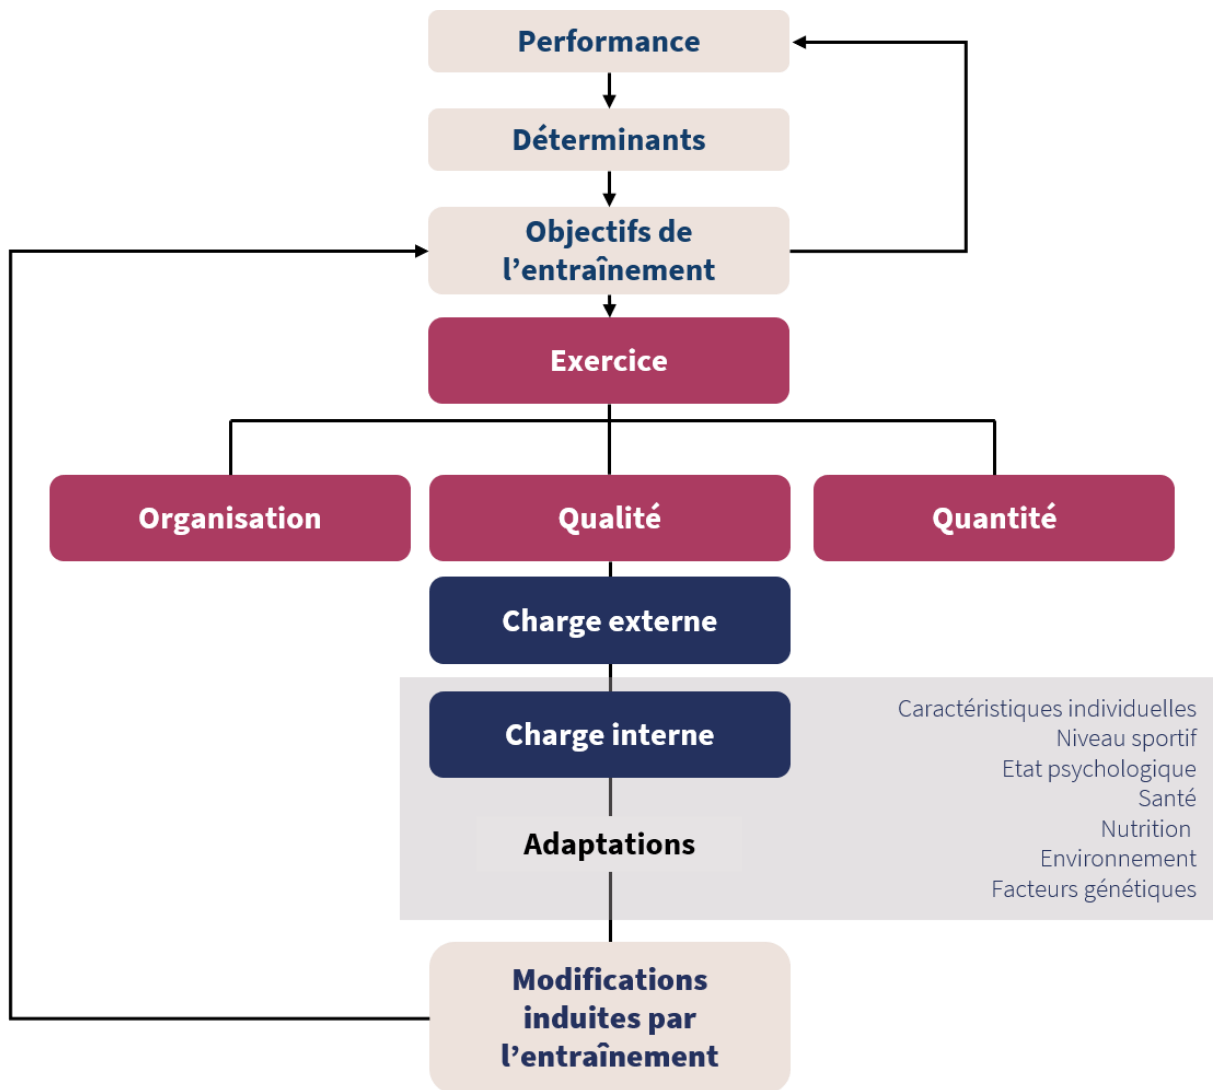 Performance
Déterminants
Objectifs de
l’entraînement
Exercice
Organisation
Qualité
Quantité
Charge externe
Charge interne
Adaptations
Caractéristiques individuelles
Niveau sportif
Etat psychologique
Santé
Nutrition
Environnement
Facteurs génétiques
Modifications
induites par
l’entraînement